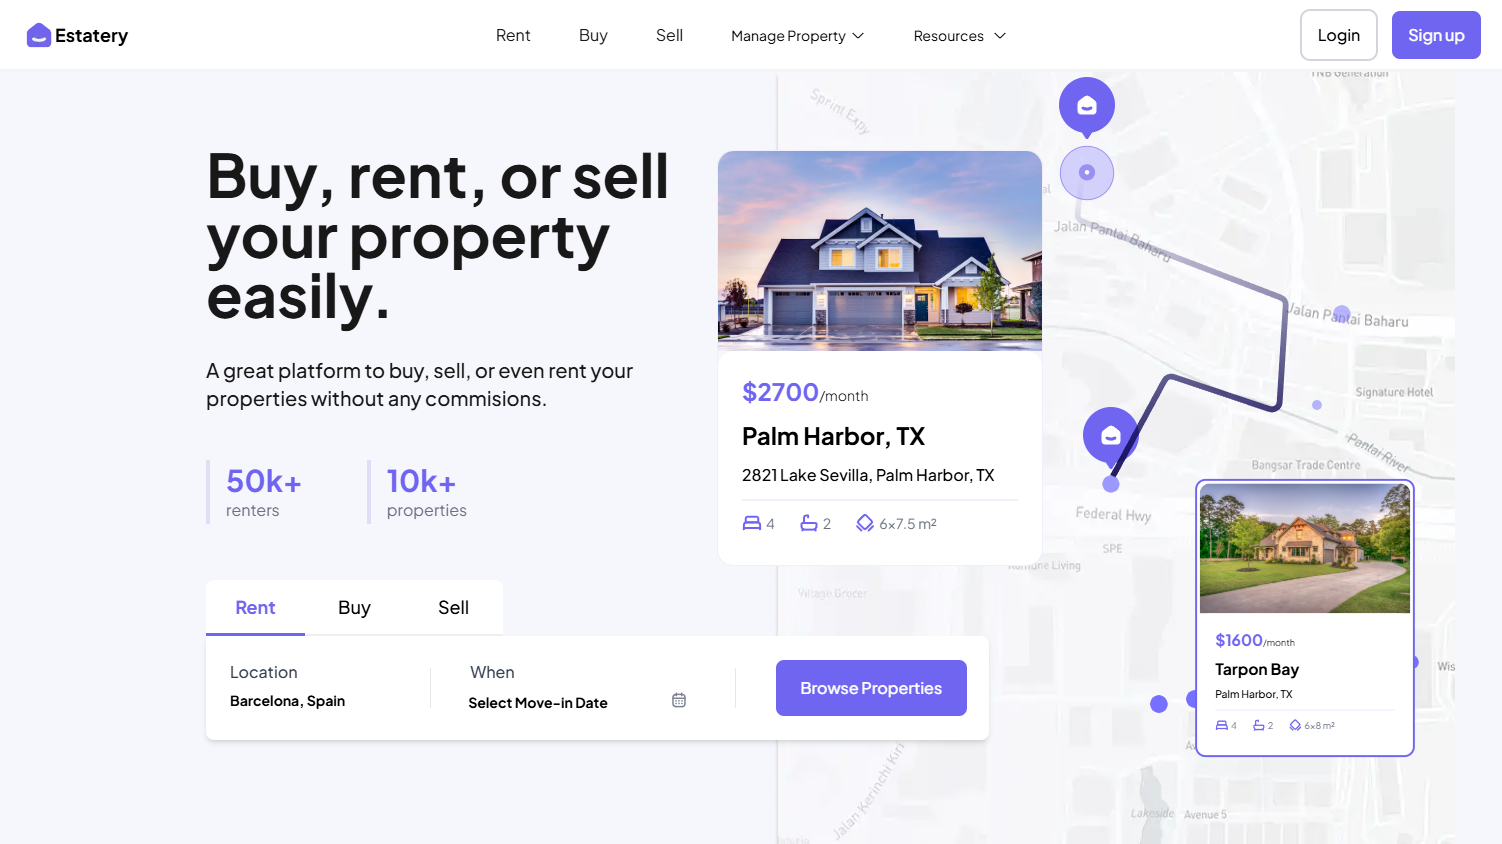 Estatery
Rent
Buy
Sell
Manage Property
Resources
Login
Sign up
Buy, rent, or sell
your property
easily.
A great platform to buy, sell, or even rent your
properties without any commisions.
50k+
renters
10k+
properties
Rent
Buy
Sell
Location
Barcelona, Spain
When
Select Move-in Date
Browse Properties
$2700/month
Palm Harbor, TX
2821 Lake Sevilla, Palm Harbor, TX
4
2
6x7.5 m²
TNB Generation
Sprint Expy
Jalan Pantai Baharu
Jalan Pantai Baharu
Signature Hotel
Pantai River
Bangsar Trade Centre
Federal Hwy
SPE
Living
Village Grocer
$1600/month
Tarpon Bay
Palm Harbor, TX
4
2
6x8 m²
Wis
Jalan Kerinchi Kiri
Lakeside
Avenue 5